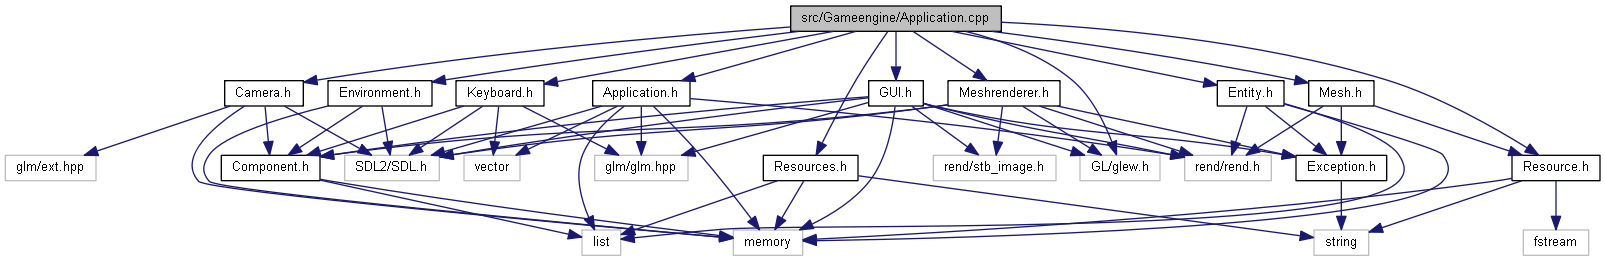 src/Gameengine/Application.cpp
Camera.h
Environment.h
Keyboard.h
Application.h
GUI.h
Meshrenderer.h
Entity.h
Mesh.h
glm/ext.hpp
Component.h
SDL2/SDL.h
vector
glm/glm.hpp
Resources.h
rend/stb_image.h
GL/glew.h
rend/rend.h
Exception.h
Resource.h
list
memory
string
fstream